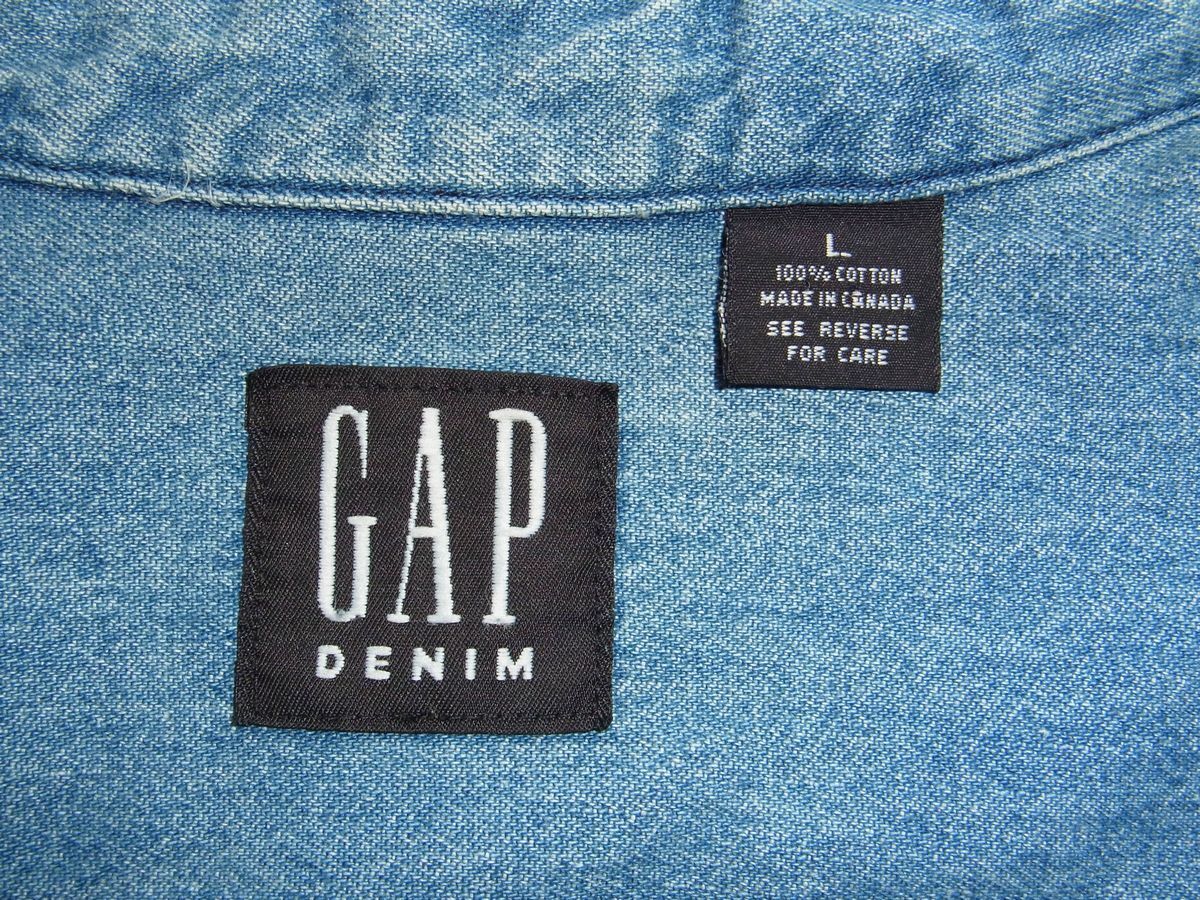 L
100% COTTON
MADE IN CANADA
SEE REVERSE
FOR CARE
GAP
DENIM